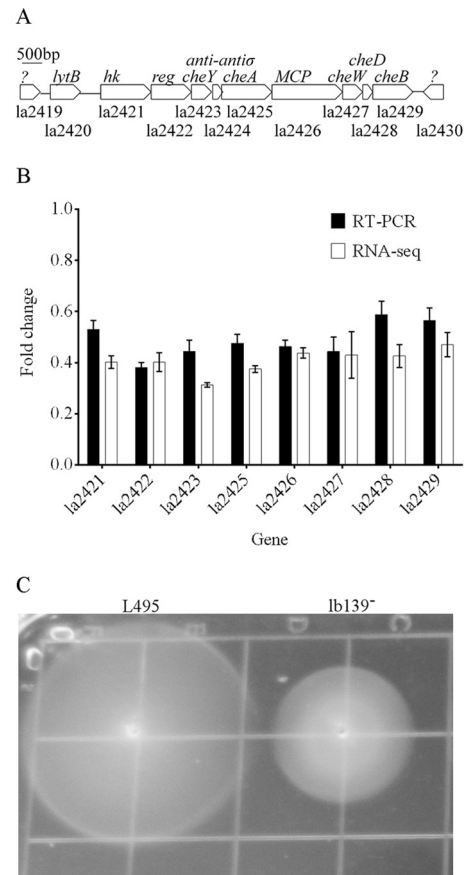 A
500bp
anti-antiσ cheD
? lytB hk reg cheY cheA MCP cheW cheB ?
la2419 la2421 la2423 la2425 la2427 la2429
la2420 la2422 la2424 la2426 la2428 la2430
B
1.0
RT-PCR
0.8
RNA-seq
0.6
Fold change
0.4
0.2
0.0
la2421 la2422 la2423 la2425 la2426 la2427 la2428 la2429
Gene
C
L495 lb139⁻